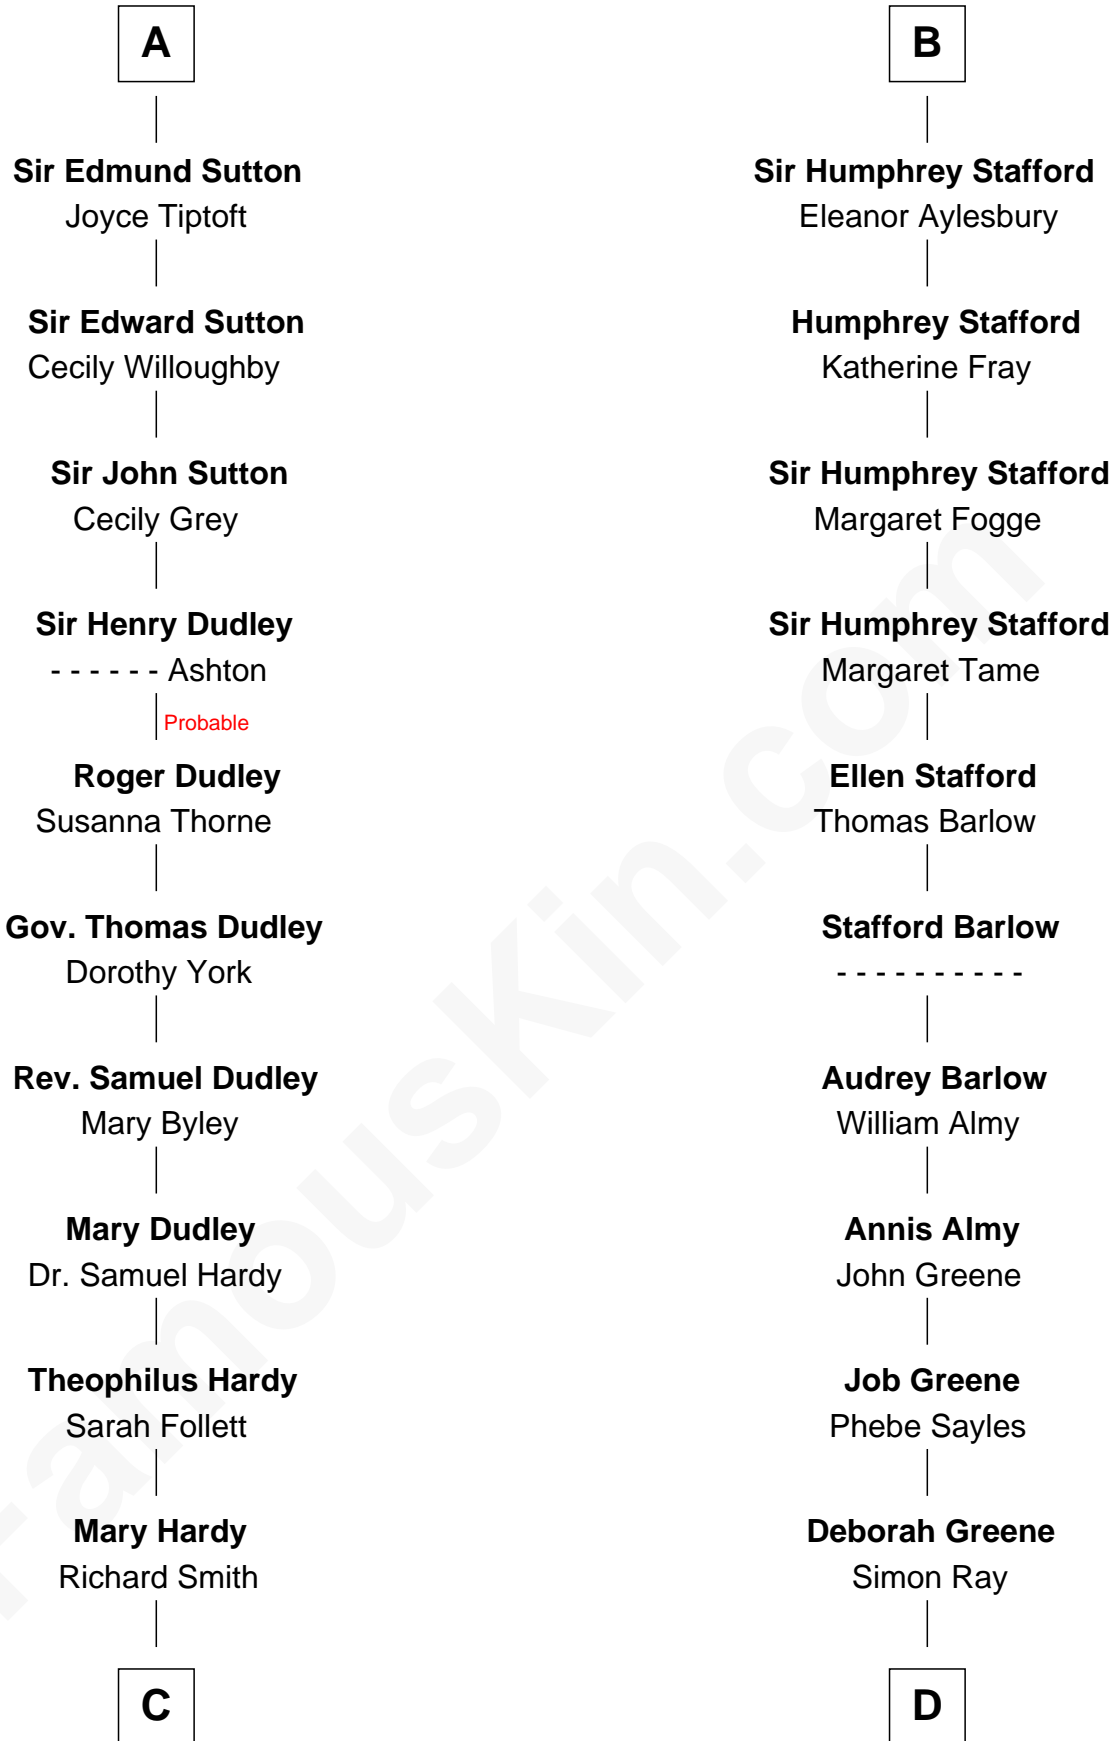 A
Sir Edmund Sutton
Joyce Tiptoft
Sir Edward Sutton
Cecily Willoughby
Sir John Sutton
Cecily Grey
Sir Henry Dudley
- - - - - - Ashton
Probable
Roger Dudley
Susanna Thorne
Gov. Thomas Dudley
Dorothy York
Rev. Samuel Dudley
Mary Byley
Mary Dudley
Dr. Samuel Hardy
Theophilus Hardy
Sarah Follett
Mary Hardy
Richard Smith
C
B
Sir Humphrey Stafford
Eleanor Aylesbury
Humphrey Stafford
Katherine Fray
Sir Humphrey Stafford
Margaret Fogge
Sir Humphrey Stafford
Margaret Tame
Ellen Stafford
Thomas Barlow
Stafford Barlow
- - - - - - - - - -
Audrey Barlow
William Almy
Annis Almy
John Greene
Job Greene
Phebe Sayles
Deborah Greene
Simon Ray
D
FamousKin.com